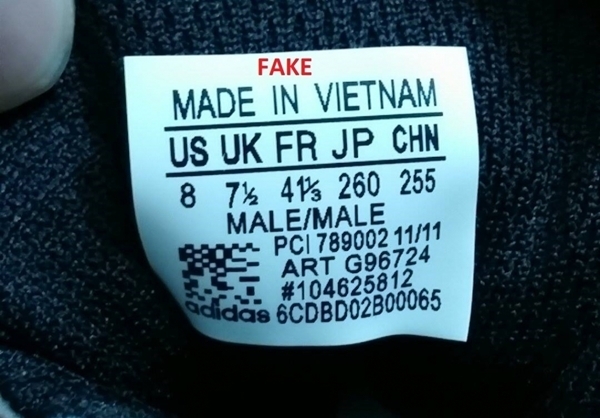 FAKE
MADE IN VIETNAM
US UK FR JP CHN
8 7½ 41⅓ 260 255
MALE/MALE
PCI 789002 11/11
ART G96724
#104625812
adidas 6CDBD02B00065